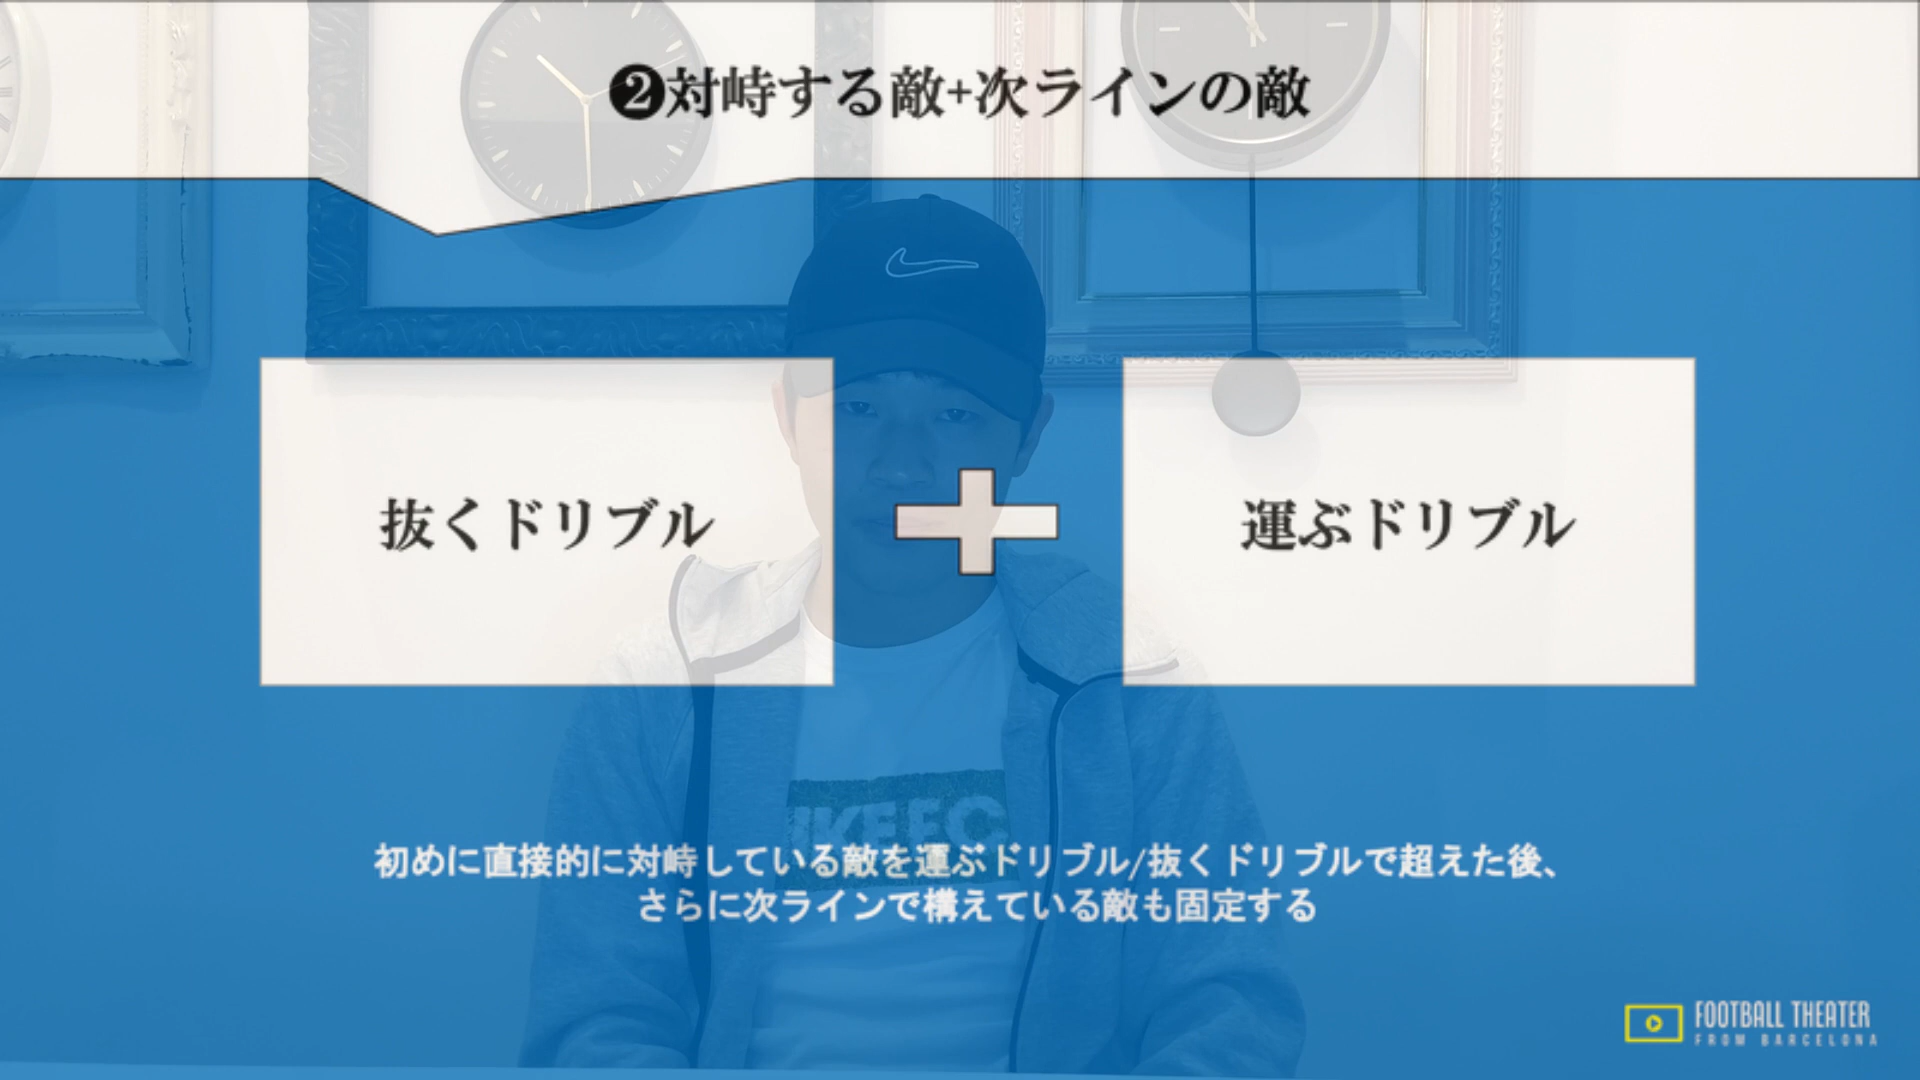 ❷対峙する敵+次ラインの敵
抜くドリブル
運ぶドリブル
初めに直接的に対峙している敵を運ぶドリブル/抜くドリブルで超えた後、
さらに次ラインで構えている敵も固定する
FOOTBALL THEATER
FROM BARCELONA